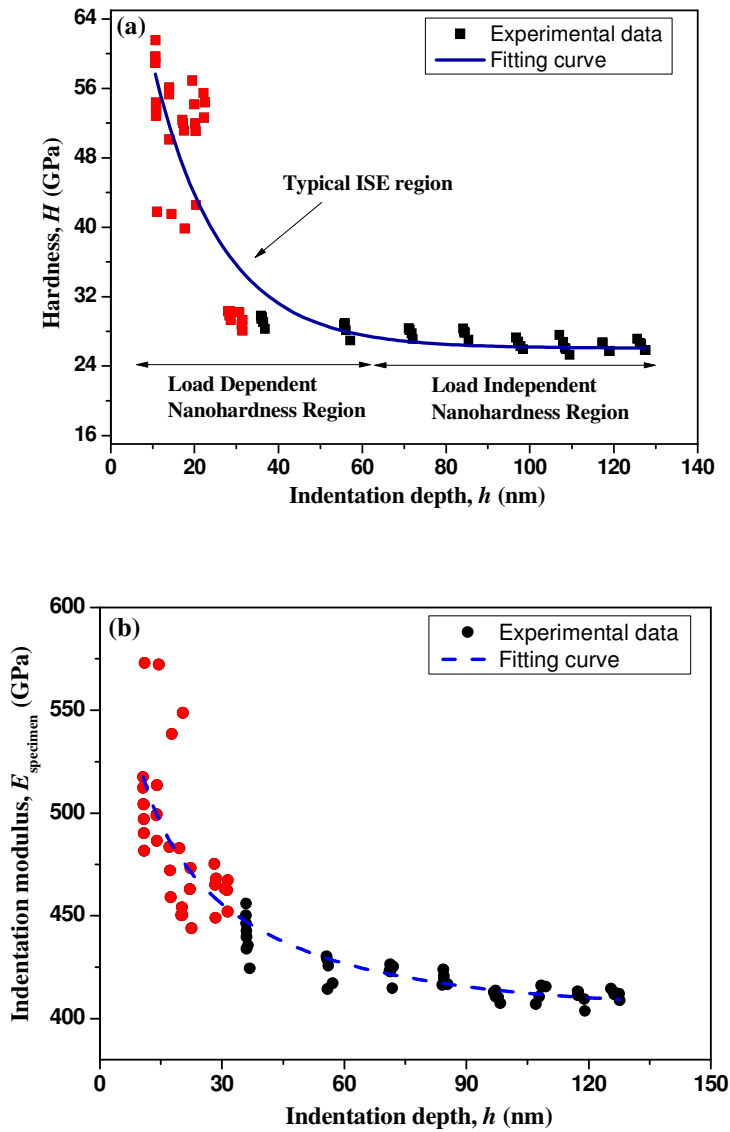 (a)
Experimental data
Fitting curve
Typical ISE region
Load Dependent
Nanohardness Region
Load Independent
Nanohardness Region
Hardness, H (GPa)
64
56
48
40
32
24
16
0 20 40 60 80 100 120 140
Indentation depth, h (nm)
(b)
Experimental data
Fitting curve
Indentation modulus, E specimen (GPa)
600
550
500
450
400
0 30 60 90 120 150
Indentation depth, h (nm)